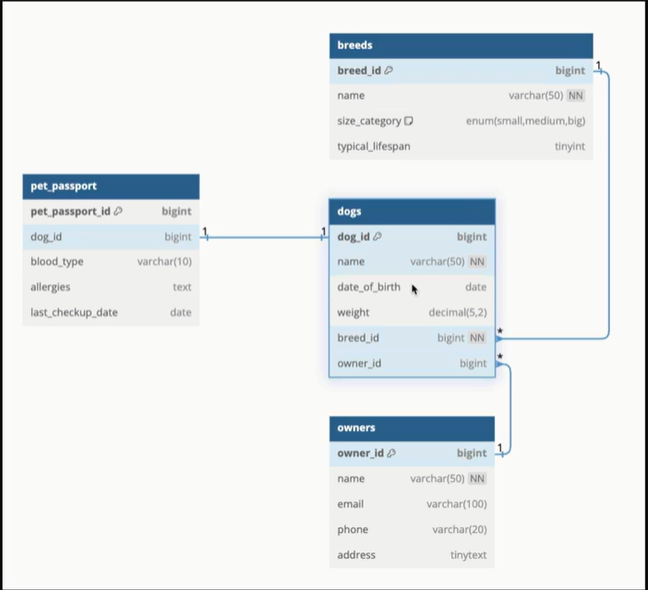 breeds
breed_id bigint
name varchar(50) NN
size_category enum(small,medium,big)
typical_lifespan tinyint
1
pet_passport
pet_passport_id bigint
dog_id bigint
blood_type varchar(10)
allergies text
last_checkup_date date
1
1
dogs
dog_id bigint
name varchar(50) NN
date_of_birth date
weight decimal(5,2)
breed_id bigint NN
owner_id bigint
*
*
owners
owner_id bigint
name varchar(50) NN
email varchar(100)
phone varchar(20)
address tinytext
1